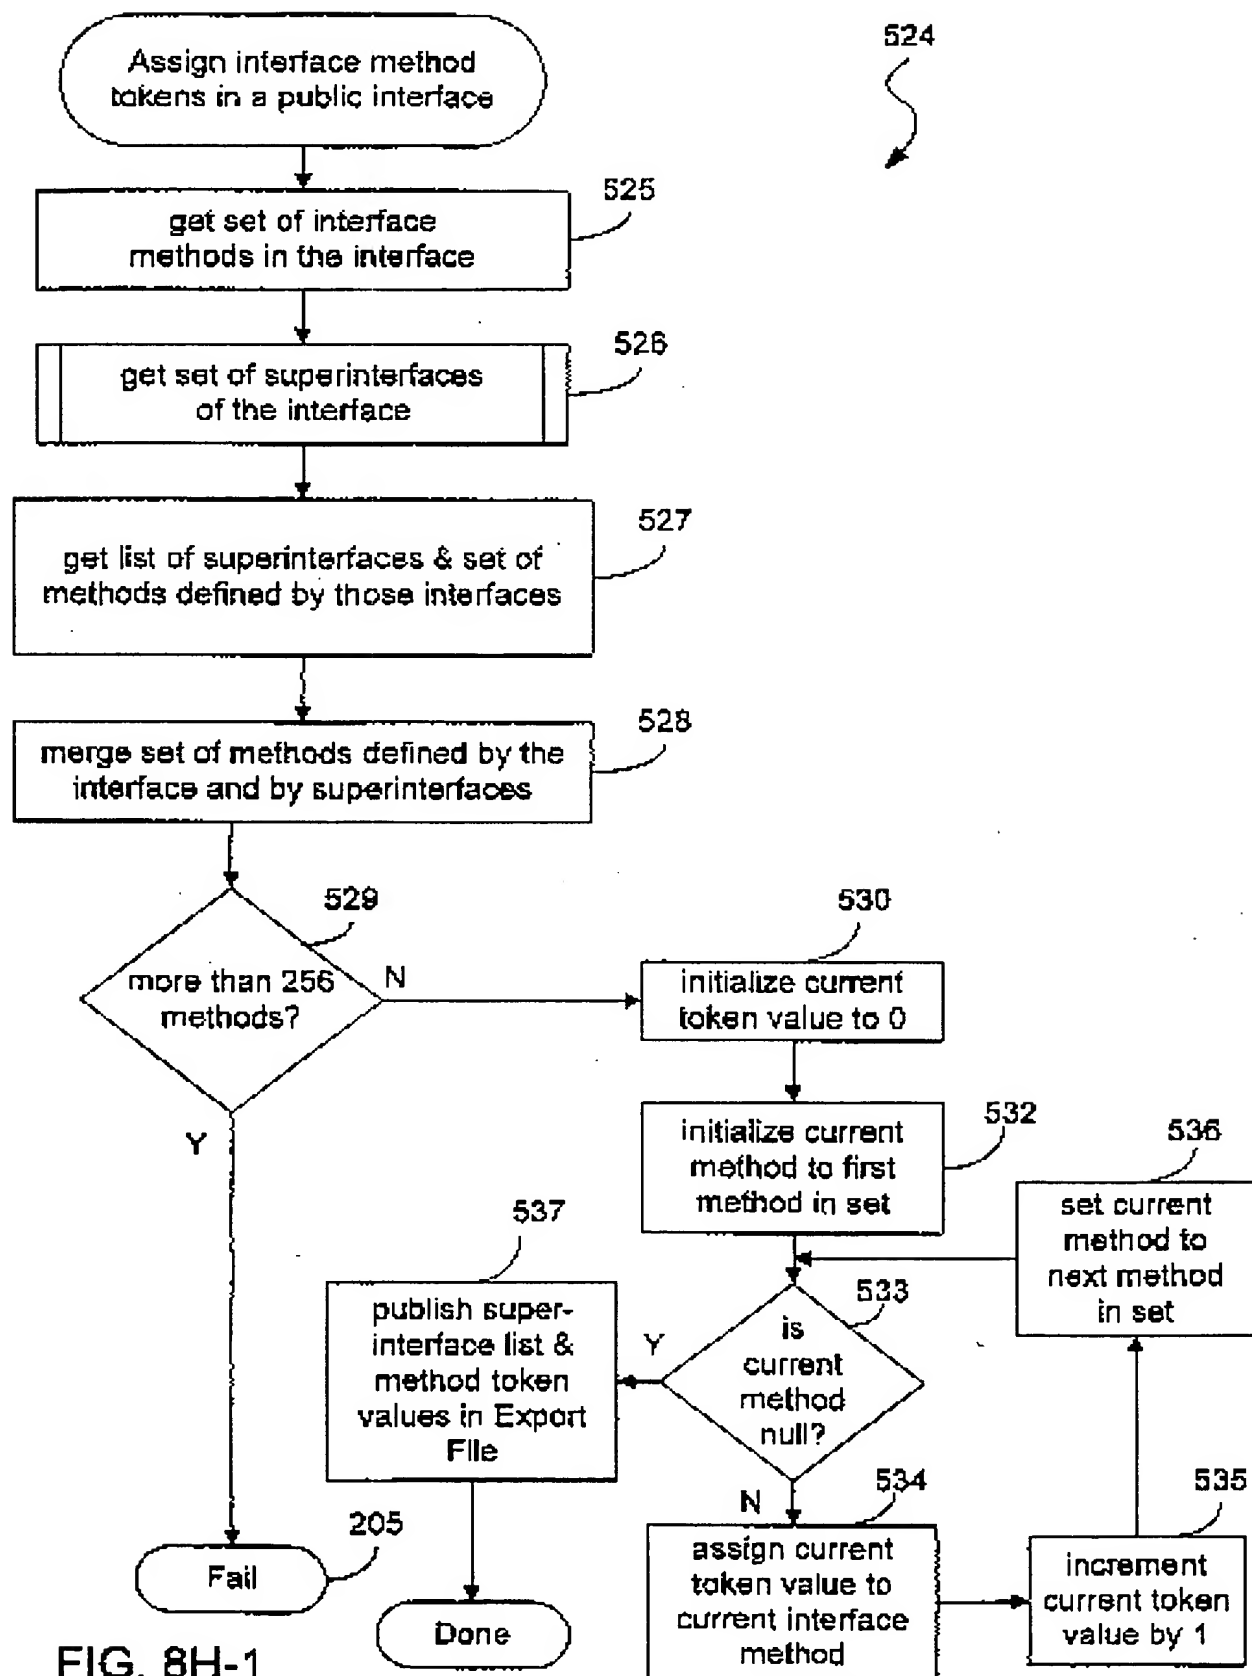 Assign interface method
tokens in a public interface
524
525
get set of interface
methods in the interface
526
get set of superinterfaces
of the interface
527
get list of superinterfaces & set of
methods defined by those interfaces
528
merge set of methods defined by the
interface and by superinterfaces
529
more than 256
methods?
N
Y
530
initialize current
token value to 0
532
initialize current
method to first
method in set
536
set current
method to
next method
in set
537
publish super-
interface list &
method token
values in Export
File
533
is
current
method
null?
Y
N
534
assign current
token value to
current interface
method
535
increment
current token
value by 1
205
Fail
Done
FIG. 8H-1